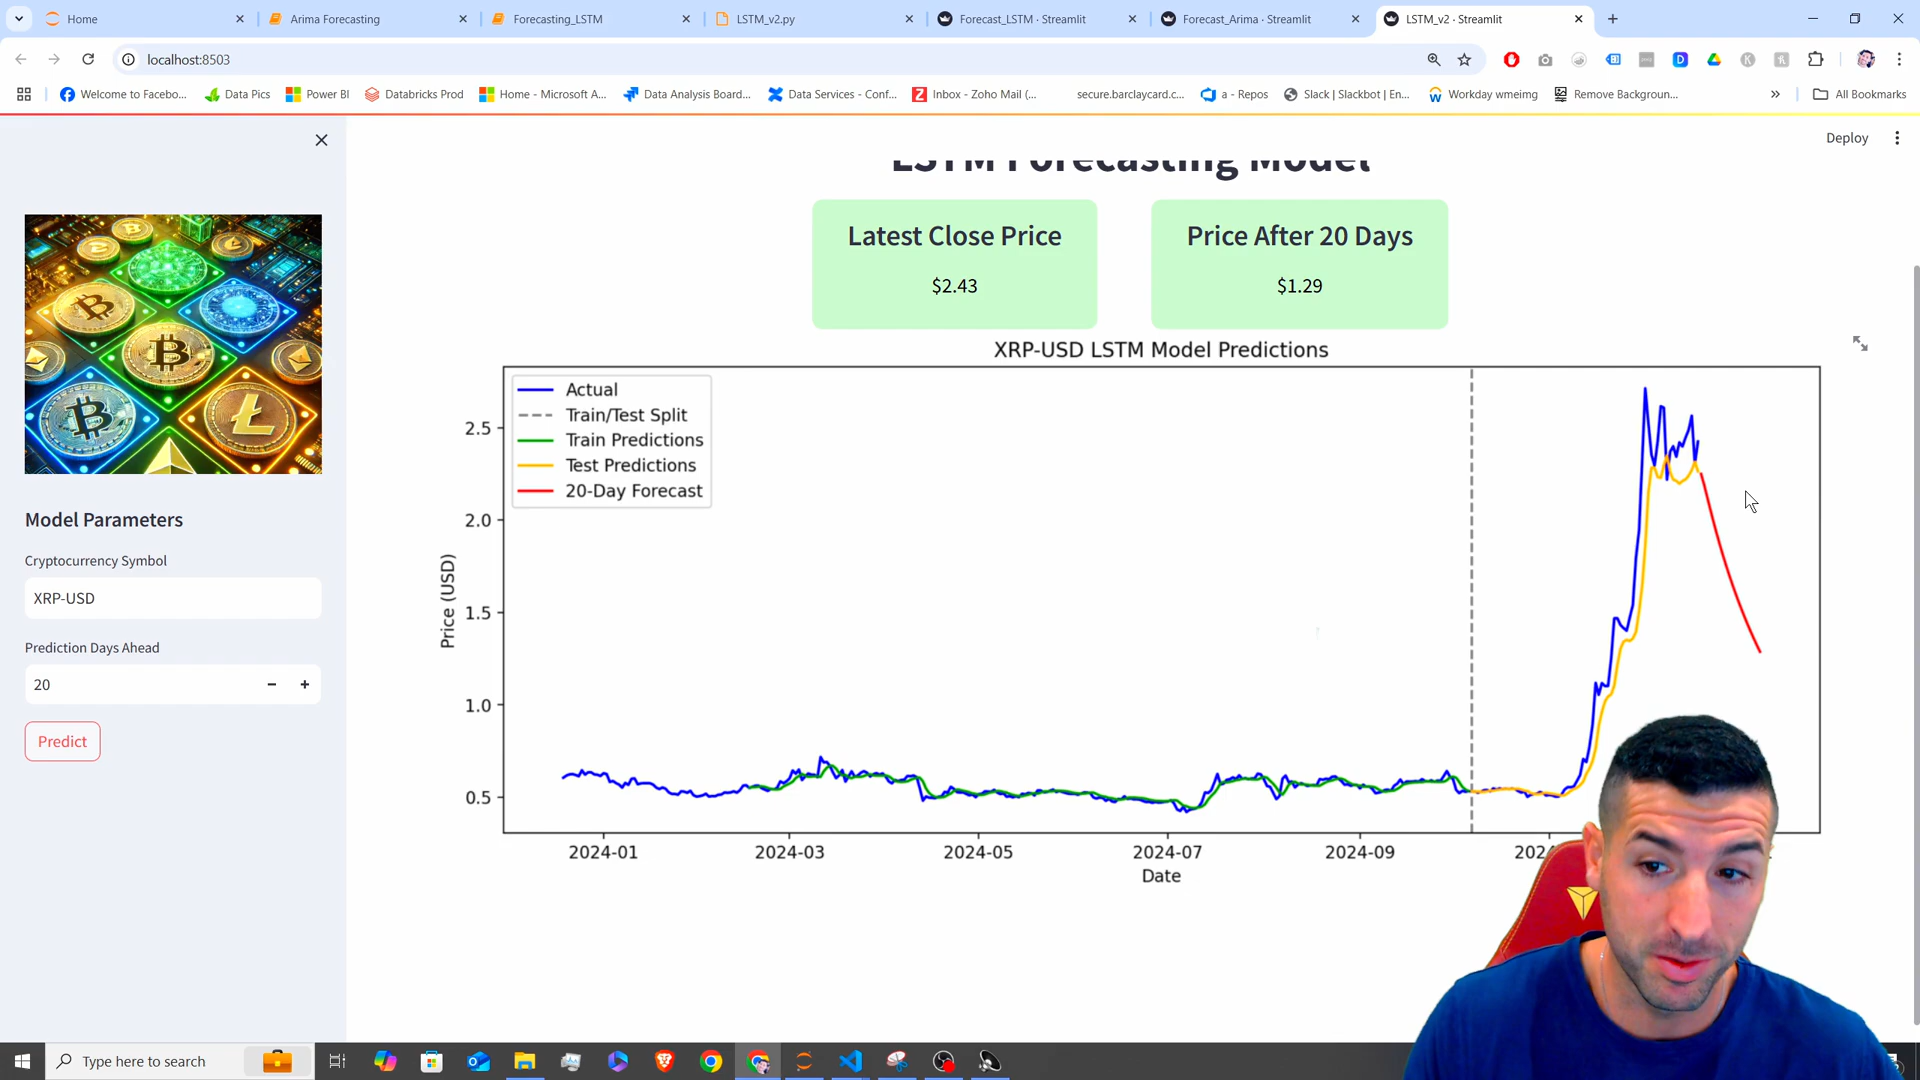 Home
Arima Forecasting
Forecasting_LSTM
LSTM_v2.py
Forecast_LSTM · Streamlit
Forecast_Arima · Streamlit
LSTM_v2 · Streamlit
localhost:8503
Welcome to Facebo...
Data Pics
Power BI
Databricks Prod
Home - Microsoft A...
Data Analysis Board...
Data Services - Conf...
Inbox - Zoho Mail (...
secure.barclaycard.c...
a - Repos
Slack | Slackbot | En...
Workday wmeimg
Remove Backgroun...
All Bookmarks
Deploy
LSTM Forecasting Model
Latest Close Price
$2.43
Price After 20 Days
$1.29
Model Parameters
Cryptocurrency Symbol
XRP-USD
Prediction Days Ahead
20
Predict
XRP-USD LSTM Model Predictions
Actual
Train/Test Split
Train Predictions
Test Predictions
20-Day Forecast
Price (USD)
2.5
2.0
1.5
1.0
0.5
2024-01
2024-03
2024-05
2024-07
2024-09
Date
Type here to search